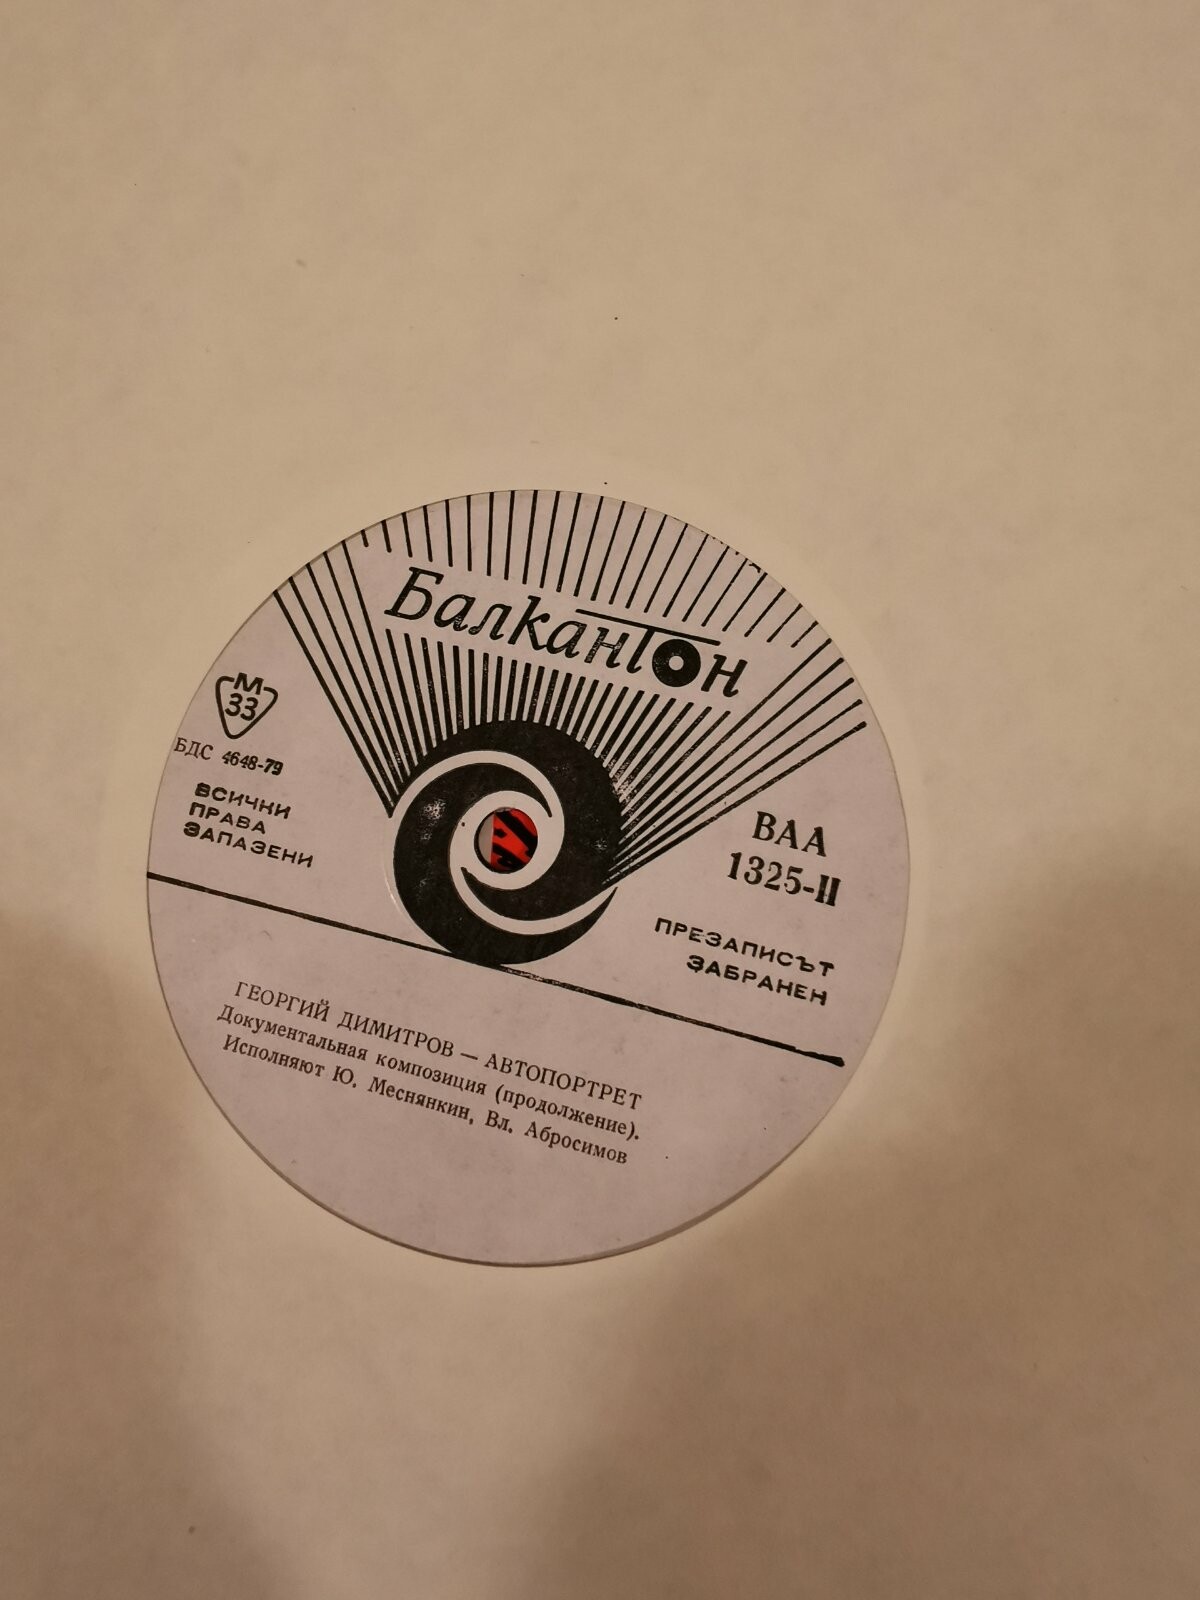 Балкантон
М
33
БДС 4648-79
ВСИЧКИ
ПРАВА
ЗАПАЗЕНИ
ВАА
1325-II
ПРЕЗАПИСЪТ
ЗАБРАНЕН
ГЕОРГИЙ ДИМИТРОВ — АВТОПОРТРЕТ
Документальная композиция (продолжение).
Исполняют Ю. Меснянкин, Вл. Абросимов